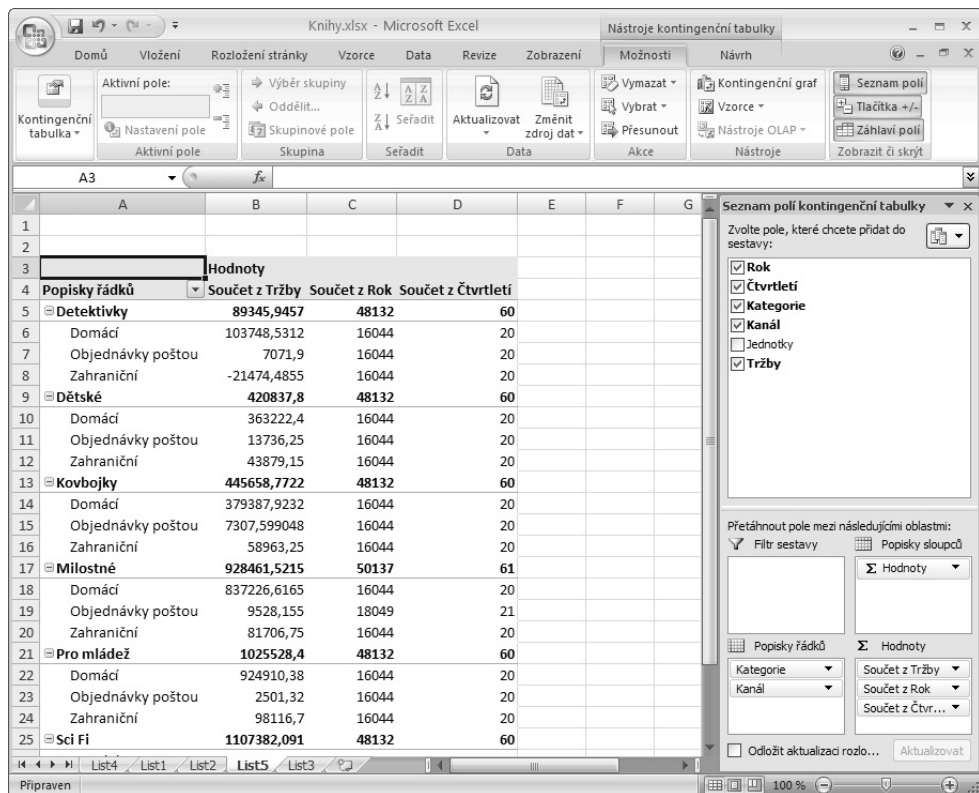 Knihy.xlsx - Microsoft Excel
Nástroje kontingenční tabulky
Domů Vložení Rozložení stránky Vzorce Data Revize Zobrazení Možnosti Návrh
Kontingenční tabulka
Aktivní pole:
Nastavení pole
Aktivní pole
Výběr skupiny
Oddělit...
Skupinové pole
Skupina
Seřadit
Seřadit
Aktualizovat
Změnit zdroj dat
Data
Vymazat
Vybrat
Přesunout
Akce
Kontingenční graf
Vzorce
Nástroje OLAP
Nástroje
Seznam polí
Tlačítka +/-
Záhlaví polí
Zobrazit či skrýt
A3 fx
A B C D E F G
1
2
3 Hodnoty
4 Popisky řádků Součet z Tržby Součet z Rok Součet z Čtvrtletí
5 Detektivky 89345,9457 48132 60
6 Domácí 103748,5312 16044 20
7 Objednávky poštou 7071,9 16044 20
8 Zahraniční -21474,4855 16044 20
9 Dětské 420837,8 48132 60
10 Domácí 363222,4 16044 20
11 Objednávky poštou 13736,25 16044 20
12 Zahraniční 43879,15 16044 20
13 Kovbojky 445658,7722 48132 60
14 Domácí 379387,9232 16044 20
15 Objednávky poštou 7307,599048 16044 20
16 Zahraniční 58963,25 16044 20
17 Milostné 928461,5215 50137 61
18 Domácí 837226,6165 16044 20
19 Objednávky poštou 9528,155 18049 21
20 Zahraniční 81706,75 16044 20
21 Pro mládež 1025528,4 48132 60
22 Domácí 924910,38 16044 20
23 Objednávky poštou 2501,32 16044 20
24 Zahraniční 98116,7 16044 20
25 Sci Fi 1107382,091 48132 60
Seznam polí kontingenční tabulky
Zvolte pole, které chcete přidat do
sestavy:
Rok
Čtvrtletí
Kategorie
Kanál
Jednotky
Tržby
Přetáhnout pole mezi následujícími oblastmi:
Filtr sestavy Popisky sloupců
Σ Hodnoty
Popisky řádků Σ Hodnoty
Kategorie Součet z Tržby
Kanál Součet z Rok
Součet z Čtvr...
Odložit aktualizaci rozlo... Aktualizovat
List4 List1 List2 List5 List3
Připraven 100 %